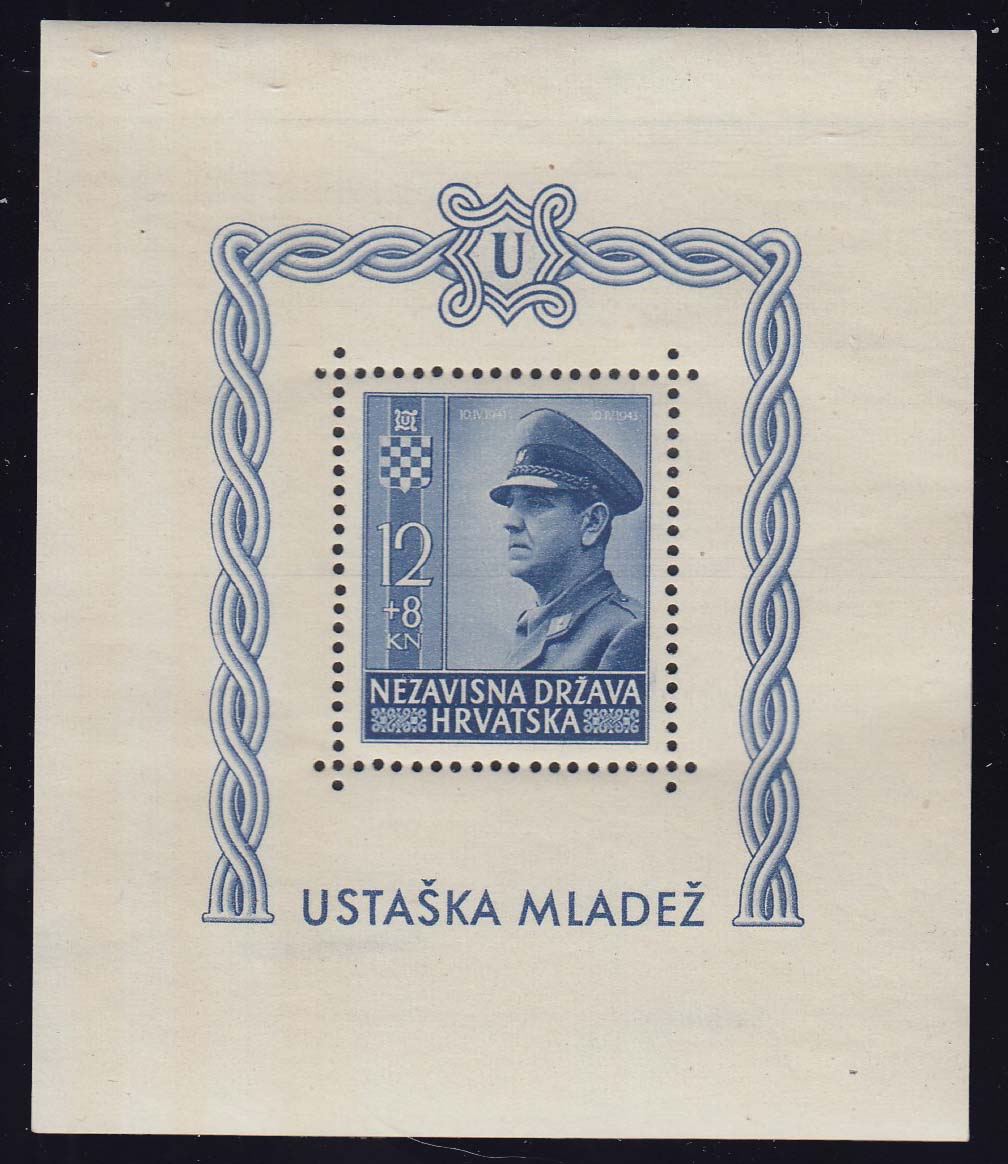 U
U
10.IV.1941 10.IV.1943
12
+8
KN
NEZAVISNA DRŽAVA
HRVATSKA
USTAŠKA MLADEŽ